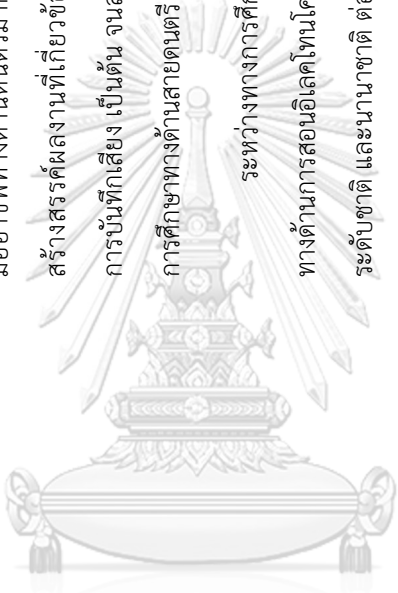 สร้างสรรค์ผลงานที่เกี่ยวข้
การบันทึกเสียง เป็นต้น จน
การศึกษาทางด้านสายดนตรี
ระหว่างทางการศึก
ทางด้านการสอนอิเลคโทนโค
ระดับชาติ และนานาชาติ ต่อ